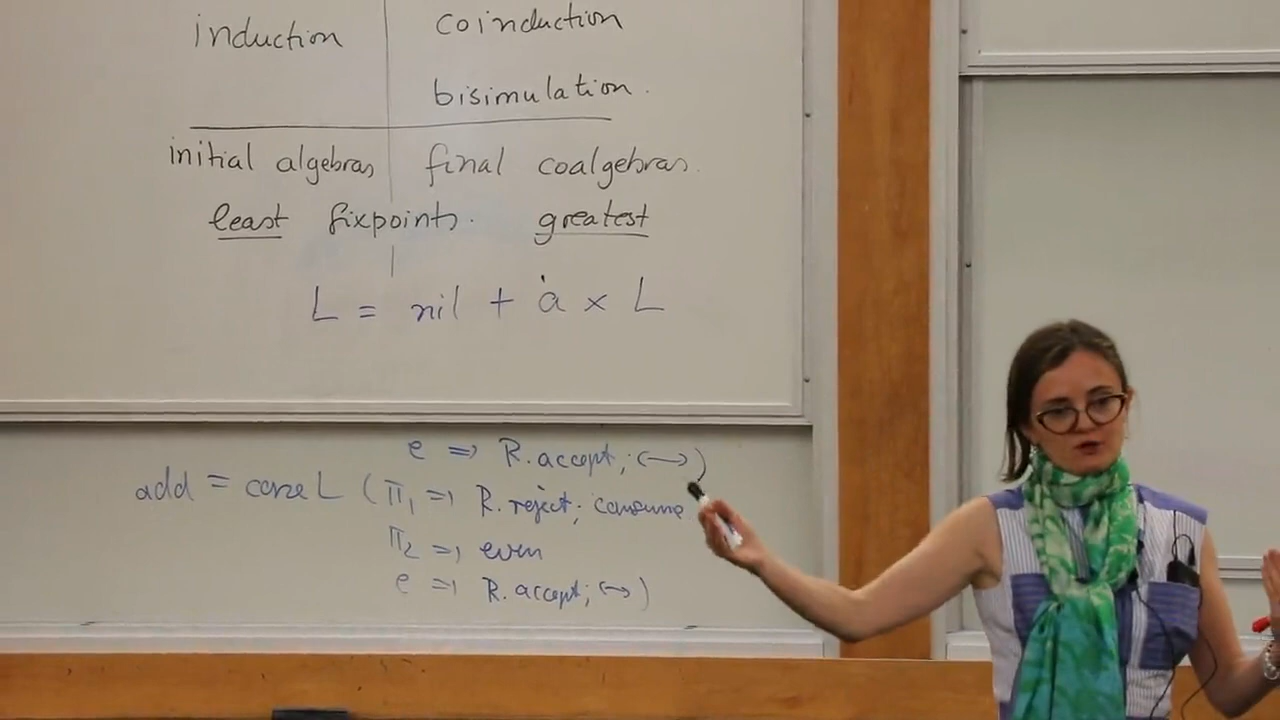 induction coinduction
bisimulation.
initial algebras final coalgebras.
least fixpoints. greatest
L = nil + a × L
e => R.accept; (↔) )
add = case L ( π₁ => R.reject; consume
π₂ => even
e => R.accept; (↔) )